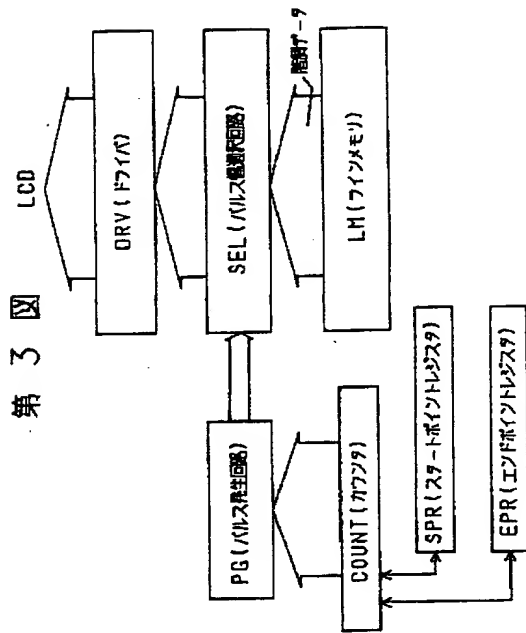 第 3 図
LCD
DRV(ドライバ)
SEL(パルス幅選択回路)
階調データ
LM(ラインメモリ)
PG(パルス発生回路)
COUNT(カウンタ)
SPR(スタートポイントレジスタ)
EPR(エンドポイントレジスタ)